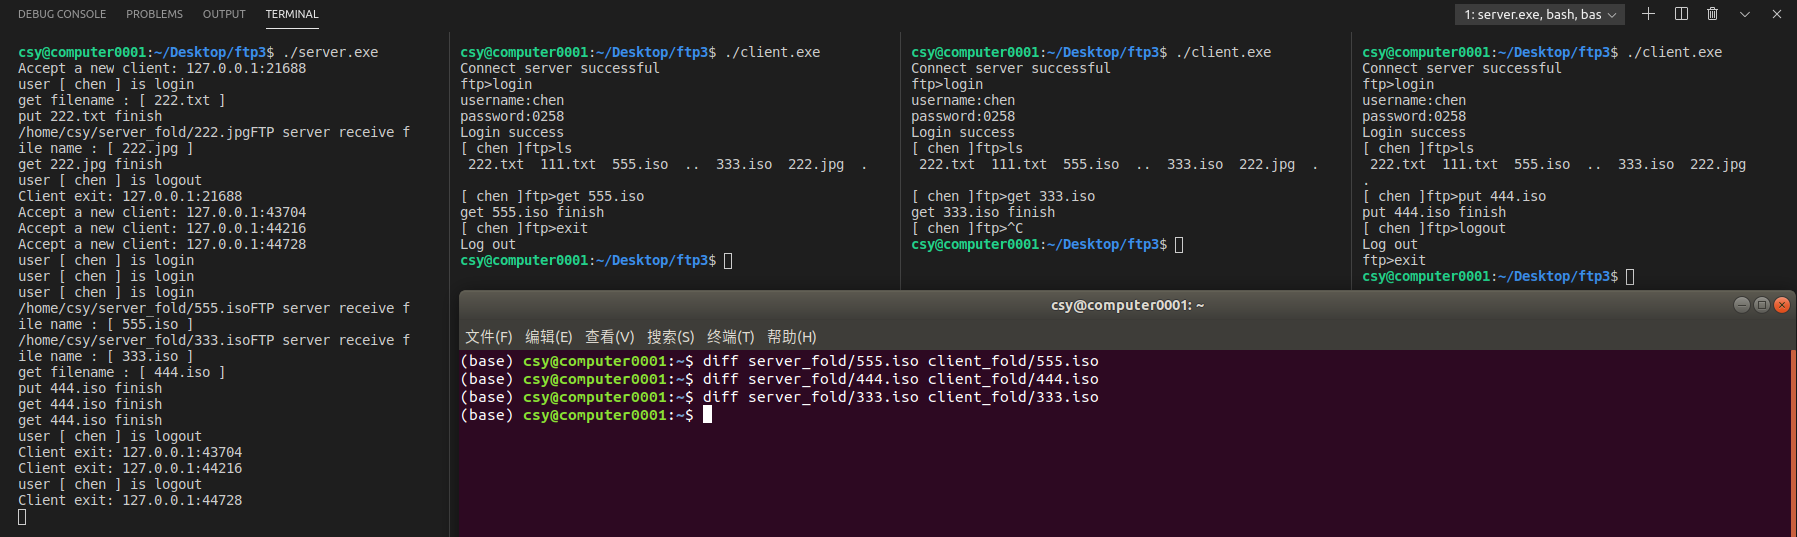 DEBUG CONSOLE PROBLEMS OUTPUT TERMINAL 1: server.exe, bash, bas
csy@computer0001:~/Desktop/ftp3$ ./server.exe
Accept a new client: 127.0.0.1:21688
user [ chen ] is login
get filename : [ 222.txt ]
put 222.txt finish
/home/csy/server_fold/222.jpgFTP server receive f
ile name : [ 222.jpg ]
get 222.jpg finish
user [ chen ] is logout
Client exit: 127.0.0.1:21688
Accept a new client: 127.0.0.1:43704
Accept a new client: 127.0.0.1:44216
Accept a new client: 127.0.0.1:44728
user [ chen ] is login
user [ chen ] is login
user [ chen ] is login
/home/csy/server_fold/555.isoFTP server receive f
ile name : [ 555.iso ]
/home/csy/server_fold/333.isoFTP server receive f
ile name : [ 333.iso ]
get filename : [ 444.iso ]
put 444.iso finish
get 444.iso finish
get 444.iso finish
user [ chen ] is logout
Client exit: 127.0.0.1:43704
Client exit: 127.0.0.1:44216
user [ chen ] is logout
Client exit: 127.0.0.1:44728
csy@computer0001:~/Desktop/ftp3$ ./client.exe
Connect server successful
ftp>login
username:chen
password:0258
Login success
[ chen ]ftp>ls
222.txt 111.txt 555.iso .. 333.iso 222.jpg .
[ chen ]ftp>get 555.iso
get 555.iso finish
[ chen ]ftp>exit
Log out
csy@computer0001:~/Desktop/ftp3$
csy@computer0001:~/Desktop/ftp3$ ./client.exe
Connect server successful
ftp>login
username:chen
password:0258
Login success
[ chen ]ftp>ls
222.txt 111.txt 555.iso .. 333.iso 222.jpg .
[ chen ]ftp>get 333.iso
get 333.iso finish
[ chen ]ftp>^C
csy@computer0001:~/Desktop/ftp3$
csy@computer0001:~/Desktop/ftp3$ ./client.exe
Connect server successful
ftp>login
username:chen
password:0258
Login success
[ chen ]ftp>ls
222.txt 111.txt 555.iso .. 333.iso 222.jpg
.
[ chen ]ftp>put 444.iso
put 444.iso finish
[ chen ]ftp>logout
Log out
ftp>exit
csy@computer0001:~/Desktop/ftp3$
csy@computer0001: ~
文件(F) 编辑(E) 查看(V) 搜索(S) 终端(T) 帮助(H)
(base) csy@computer0001:~$ diff server_fold/555.iso client_fold/555.iso
(base) csy@computer0001:~$ diff server_fold/444.iso client_fold/444.iso
(base) csy@computer0001:~$ diff server_fold/333.iso client_fold/333.iso
(base) csy@computer0001:~$